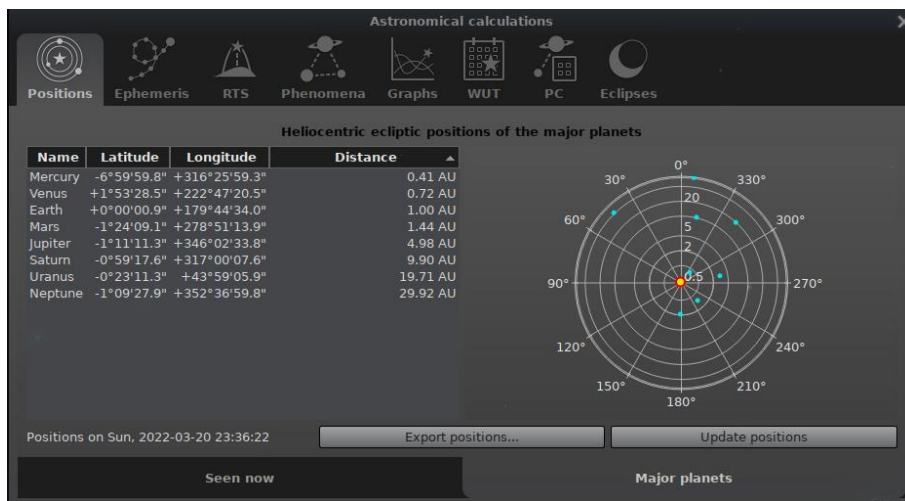 Astronomical calculations
Positions Ephemeris RTS Phenomena Graphs WUT PC Eclipses
Heliocentric ecliptic positions of the major planets
Name Latitude Longitude Distance
Mercury -6°59'59.8" +316°25'59.3" 0.41 AU
Venus +1°53'28.5" +222°47'20.5" 0.72 AU
Earth +0°00'00.9" +179°44'34.0" 1.00 AU
Mars -1°24'09.1" +278°51'13.9" 1.44 AU
Jupiter -1°11'11.3" +346°02'33.8" 4.98 AU
Saturn -0°59'17.6" +317°00'07.6" 9.90 AU
Uranus -0°23'11.3" +43°59'05.9" 19.71 AU
Neptune -1°09'27.9" +352°36'59.8" 29.92 AU
0°
30° 330°
20
60° 5 300°
2
90° 0.5 270°
120° 240°
150° 210°
180°
Positions on Sun, 2022-03-20 23:36:22 Export positions... Update positions
Seen now Major planets